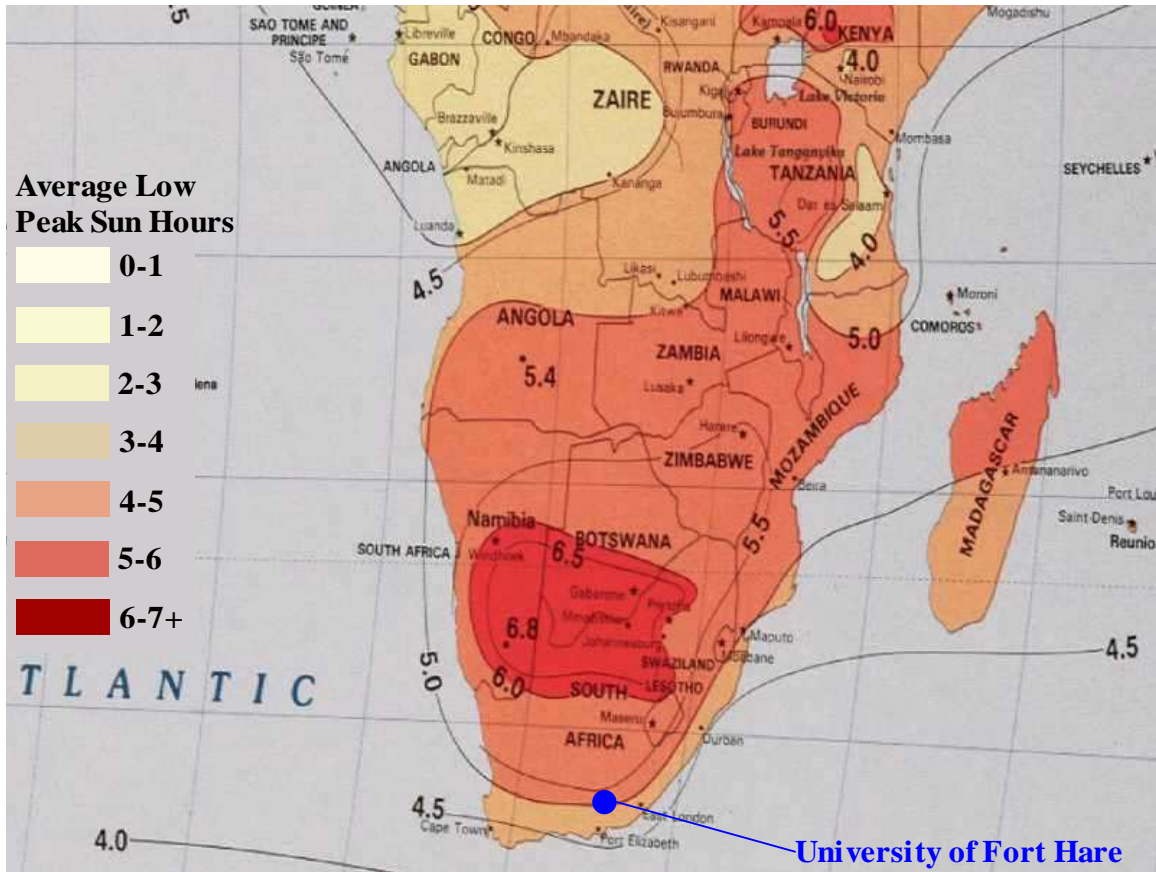 GUINEA
SAO TOME AND
PRINCIPE
São Tomé
Libreville
GABON
CONGO
Mbandaka
Kisangani
Kampala
6.0
KENYA
4.0
Nairobi
Mogadishu
RWANDA
Kigali
Lake Victoria
Bujumbura
BURUNDI
Mombasa
ZAIRE
Brazzaville
Kinshasa
Lake Tanganyika
TANZANIA
SEYCHELLES
ANGOLA
Matadi
Kananga
Dar es Salaam
Average Low
Peak Sun Hours
Luanda
5.5
4.0
0-1
4.5
Likasi
Lubumbashi
MALAWI
Moroni
1-2
ANGOLA
Kitwe
COMOROS
5.0
ZAMBIA
Lilongwe
2-3
5.4
Lusaka
MOZAMBIQUE
3-4
Harare
ZIMBABWE
MADAGASCAR
Antananarivo
Beira
4-5
Port Lou
Saint-Denis
Reunio
Namibia
BOTSWANA
5.5
5-6
SOUTH AFRICA
Windhoek
6.5
Gaborone
Pretoria
6-7+
6.8
Johannesburg
Maputo
Mbabane
4.5
SWAZILAND
5.0
6.0
SOUTH
LESOTHO
TLANTIC
Maseru
AFRICA
Durban
4.5
East London
Cape Town
Port Elizabeth
4.0
University of Fort Hare